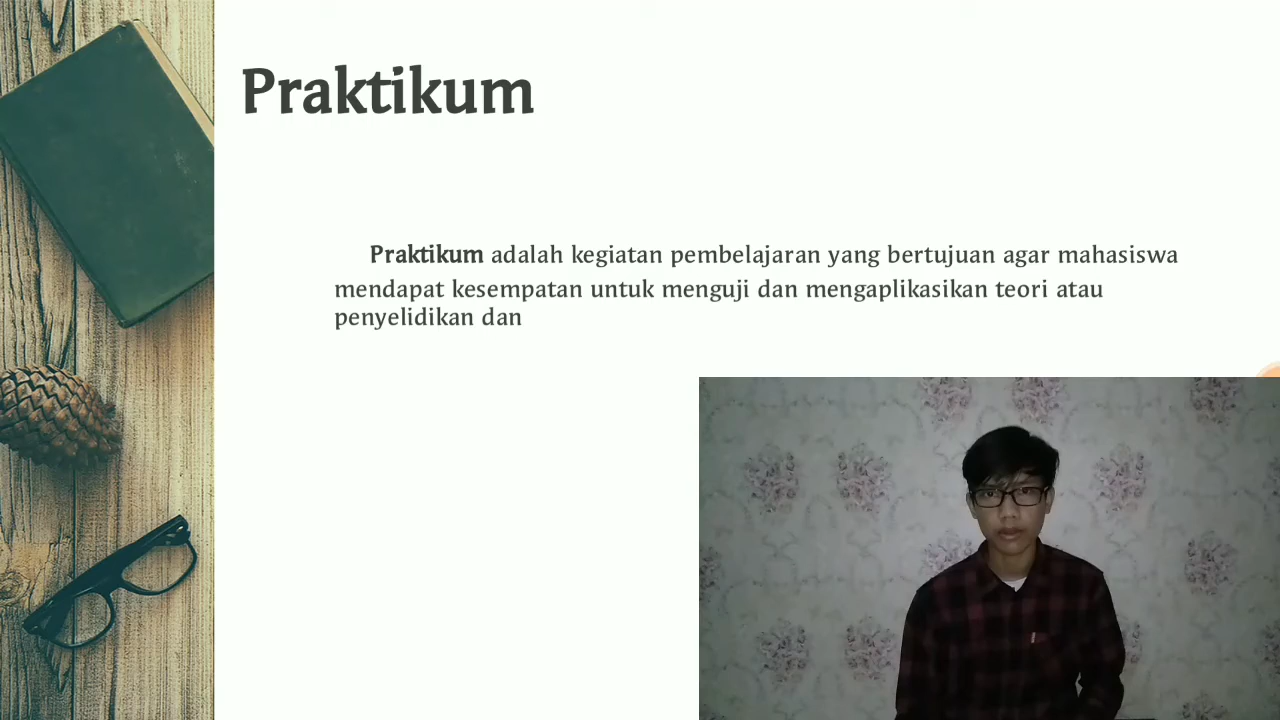 Praktikum
Praktikum adalah kegiatan pembelajaran yang bertujuan agar mahasiswa
mendapat kesempatan untuk menguji dan mengaplikasikan teori atau
penyelidikan dan